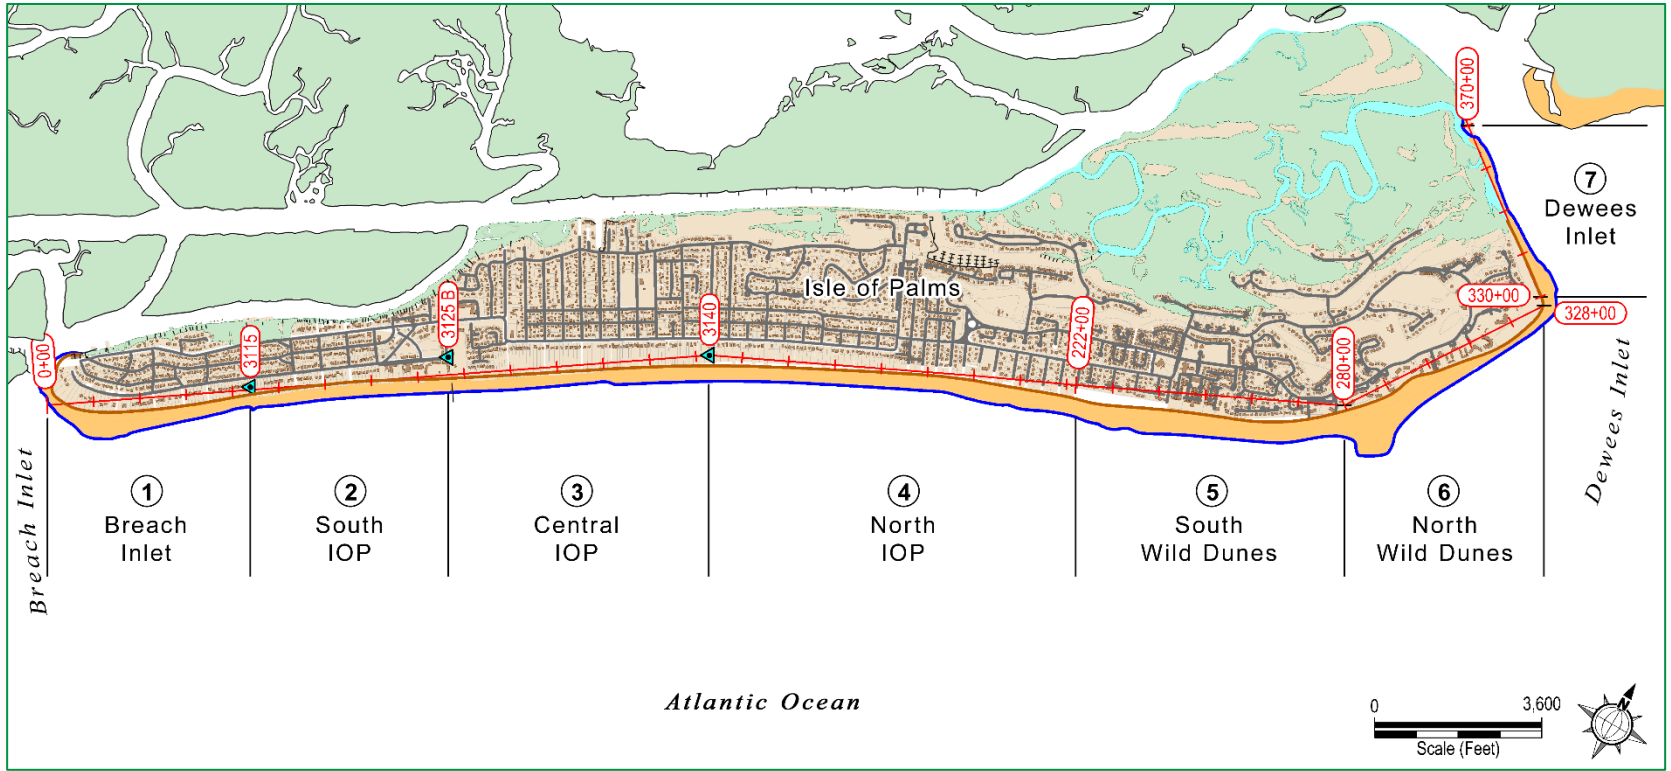 370+00
7
Dewees
Inlet
Isle of Palms
330+00
328+00
0+00
3115
3125 B
3140
222+00
280+00
Breach Inlet
Dewees Inlet
1
Breach
Inlet
2
South
IOP
3
Central
IOP
4
North
IOP
5
South
Wild Dunes
6
North
Wild Dunes
Atlantic Ocean
0
3,600
Scale (Feet)
N